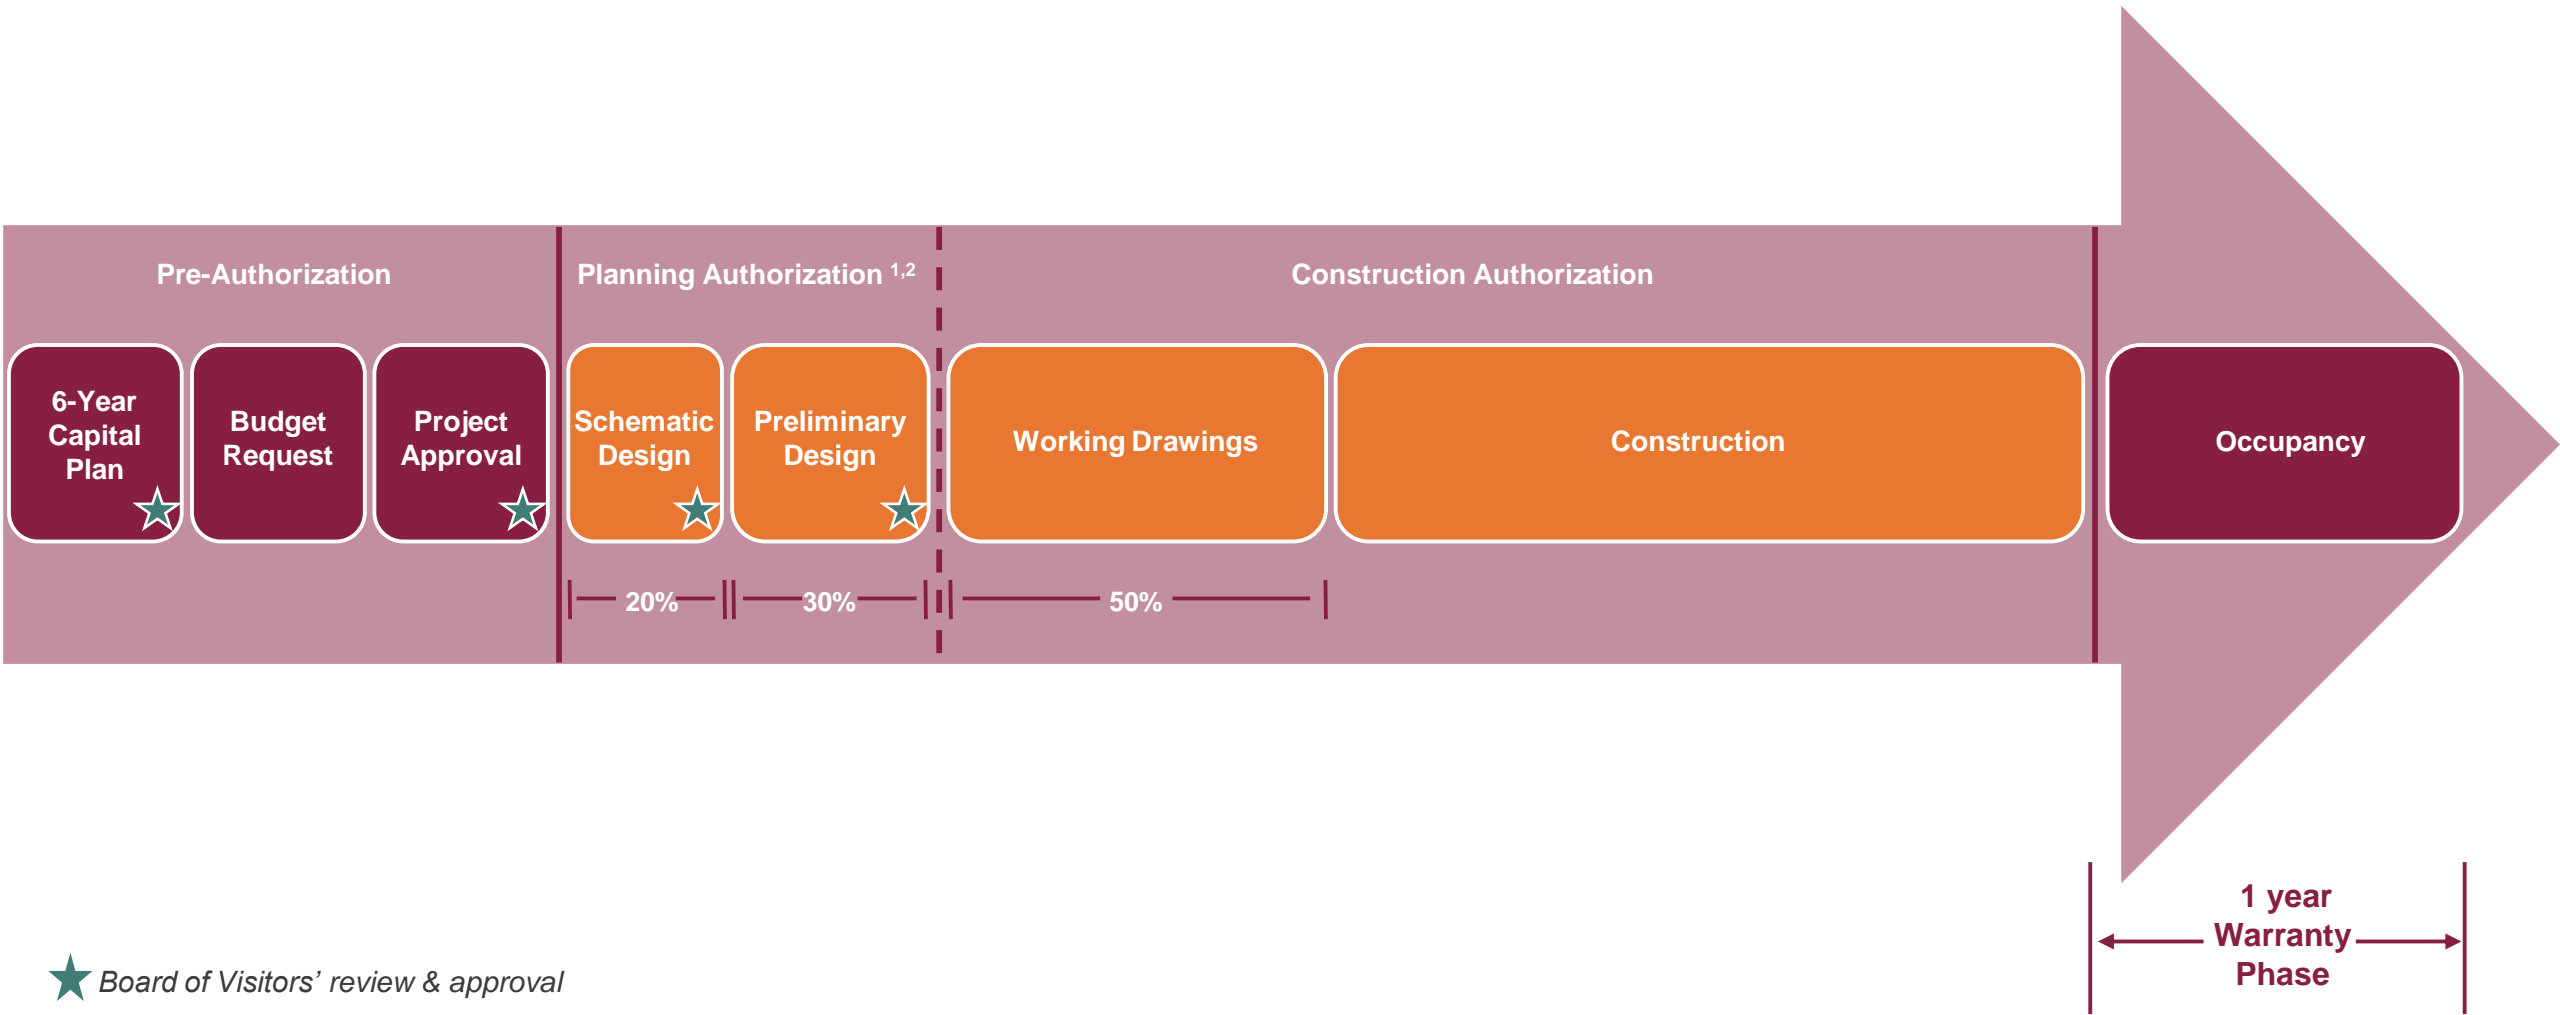 Pre-Authorization
Planning Authorization 1,2
Construction Authorization
6-Year
Capital
Plan
Budget
Request
Project
Approval
Schematic
Design
Preliminary
Design
Working Drawings
Construction
Occupancy
20%
30%
50%
1 year
Warranty
Phase
Board of Visitors’ review & approval